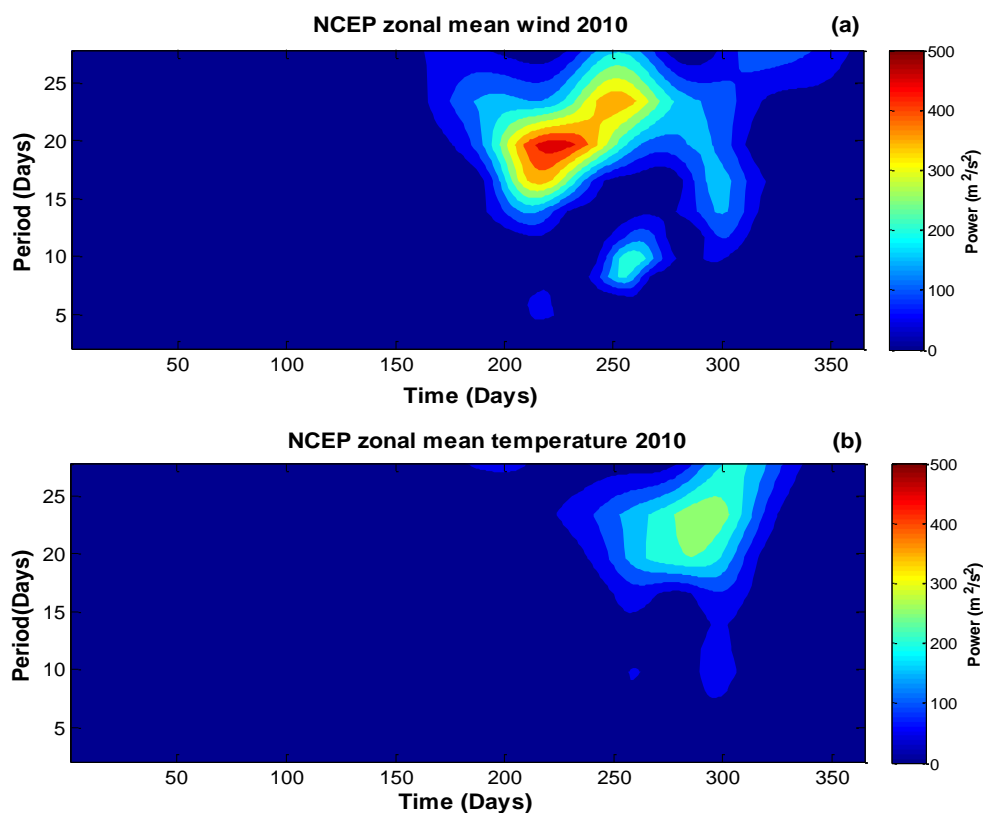 NCEP zonal mean wind 2010 (a)
25
20
15
10
5
Period (Days)
50 100 150 200 250 300 350
Time (Days)
500
400
300
200
100
0
Power (m²/s²)
NCEP zonal mean temperature 2010 (b)
25
20
15
10
5
Period(Days)
50 100 150 200 250 300 350
Time (Days)
500
400
300
200
100
0
Power (m²/s²)